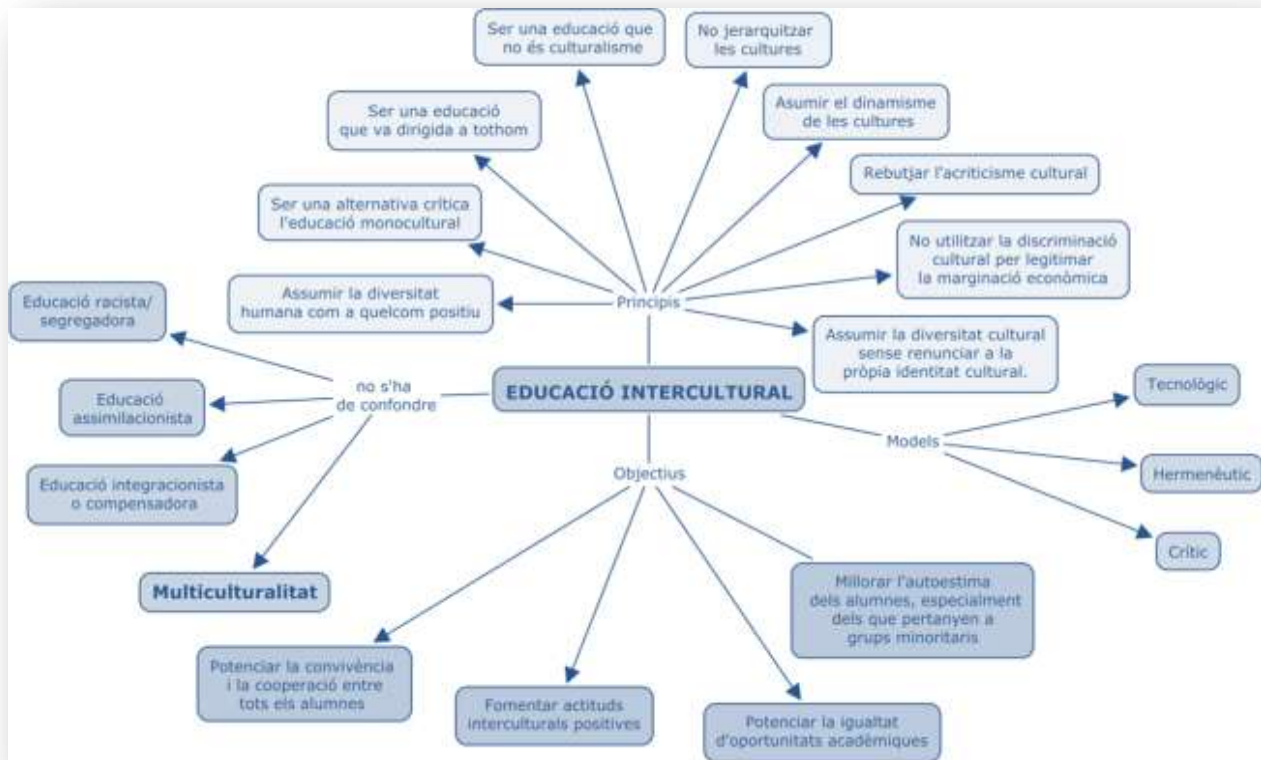 Ser una educació que
no és culturalisme
No jerarquitzar
les cultures
Ser una educació
que va dirigida a tothom
Asumir el dinamisme
de les cultures
Rebutjar l'acriticisme cultural
Ser una alternativa crítica
l'educació monocultural
No utilitzar la discriminació
cultural per legitimar
la marginació econòmica
Assumir la diversitat
humana com a quelcom positiu
Principis
Assumir la diversitat cultural
sense renunciar a la
pròpia identitat cultural.
Educació racista/
segregadora
no s'ha
de confondre
EDUCACIÓ INTERCULTURAL
Educació
assimilacionista
Educació integracionista
o compensadora
Multiculturalitat
Models
Tecnològic
Hermenèutic
Crític
Objectius
Millorar l'autoestima
dels alumnes, especialment
dels que pertanyen a
grups minoritaris
Potenciar la convivència
i la cooperació entre
tots els alumnes
Fomentar actituds
interculturals positives
Potenciar la igualtat
d'oportunitats acadèmiques